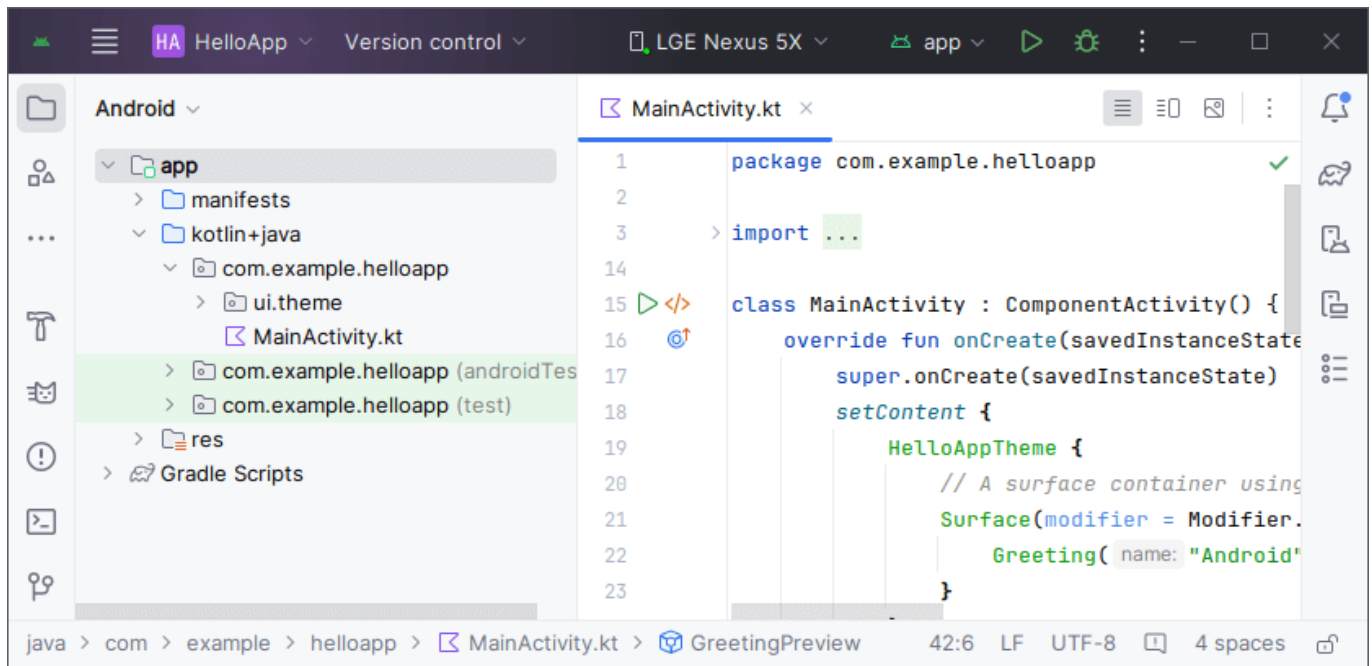 HA HelloApp Version control LGE Nexus 5X app
Android
app
manifests
kotlin+java
com.example.helloapp
ui.theme
MainActivity.kt
com.example.helloapp (androidTes
com.example.helloapp (test)
res
Gradle Scripts
MainActivity.kt
1 package com.example.helloapp
2
3 import ...
14
15 class MainActivity : ComponentActivity() {
16 override fun onCreate(savedInstanceState
17 super.onCreate(savedInstanceState)
18 setContent {
19 HelloAppTheme {
20 // A surface container using
21 Surface(modifier = Modifier.
22 Greeting( name: "Android"
23 }
java > com > example > helloapp > MainActivity.kt > GreetingPreview 42:6 LF UTF-8 4 spaces